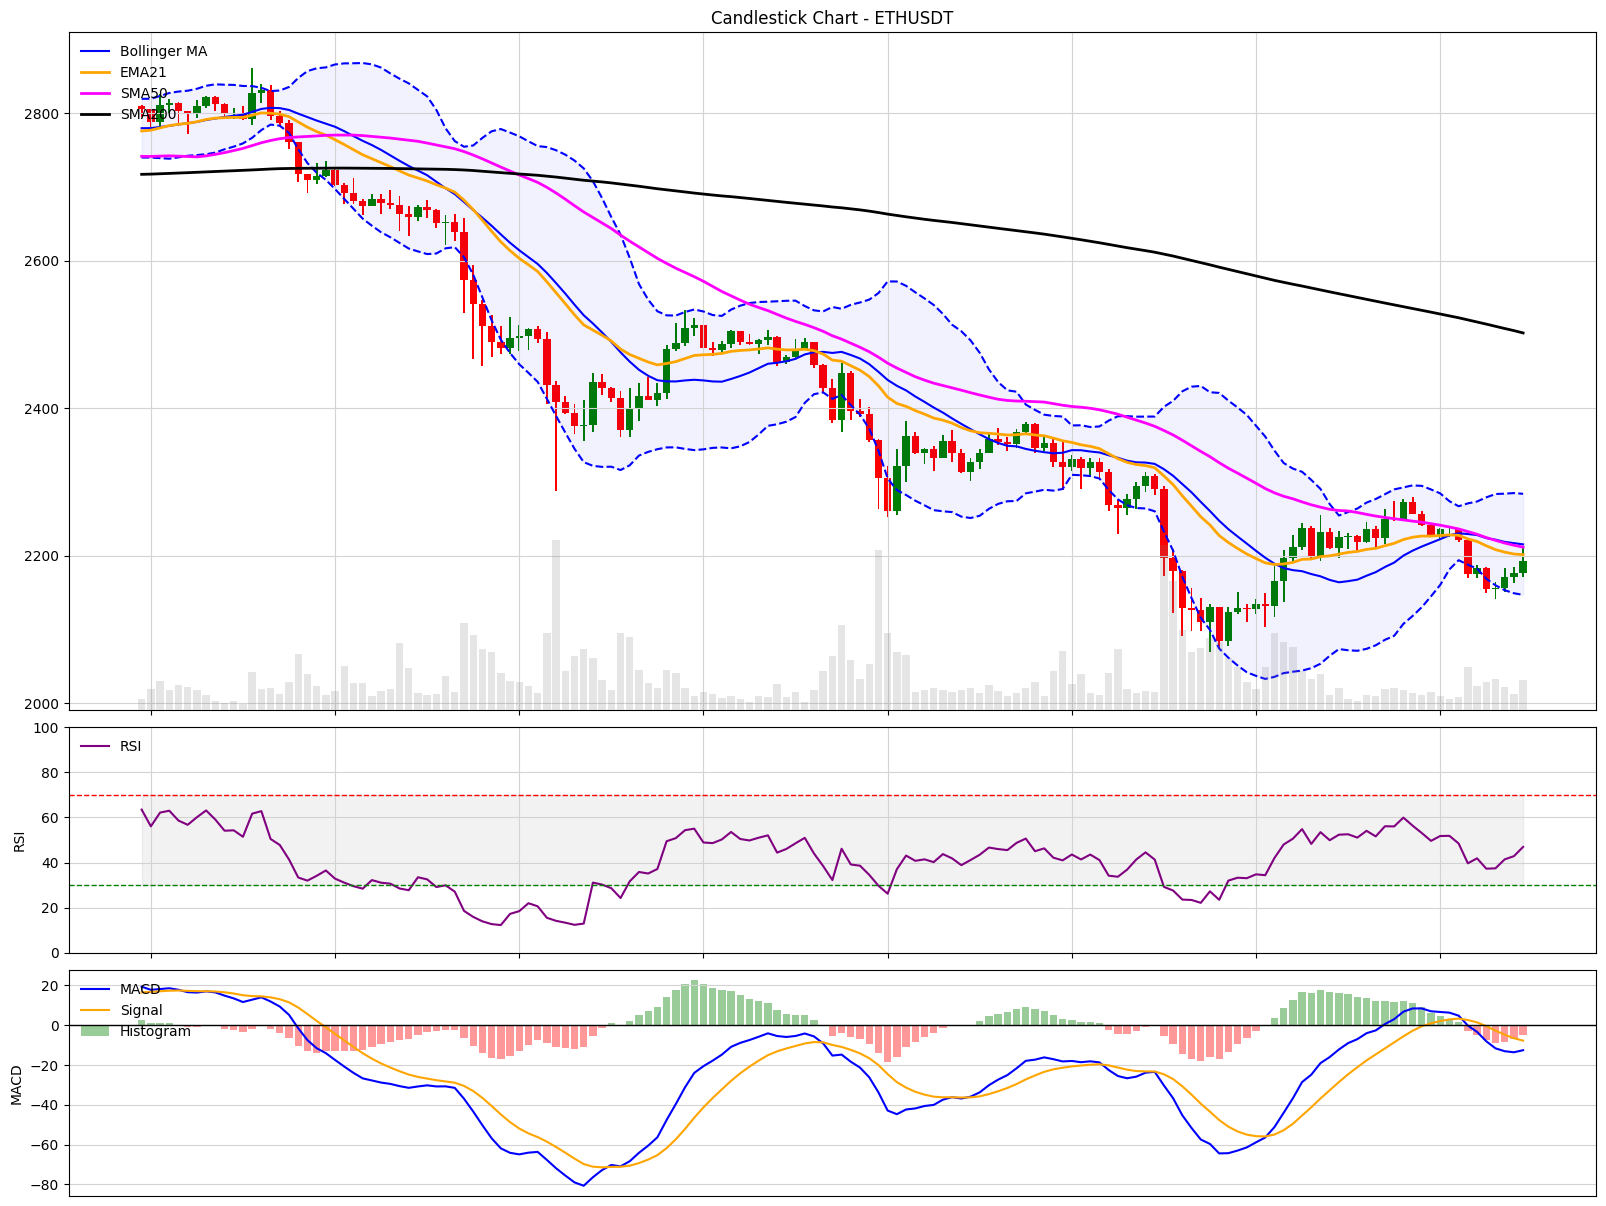 Candlestick Chart - ETHUSDT
Bollinger MA
EMA21
SMA50
SMA200
2800
2600
2400
2200
2000
RSI
100
80
60
40
20
0
RSI
MACD
Signal
Histogram
20
0
−20
−40
−60
−80
MACD